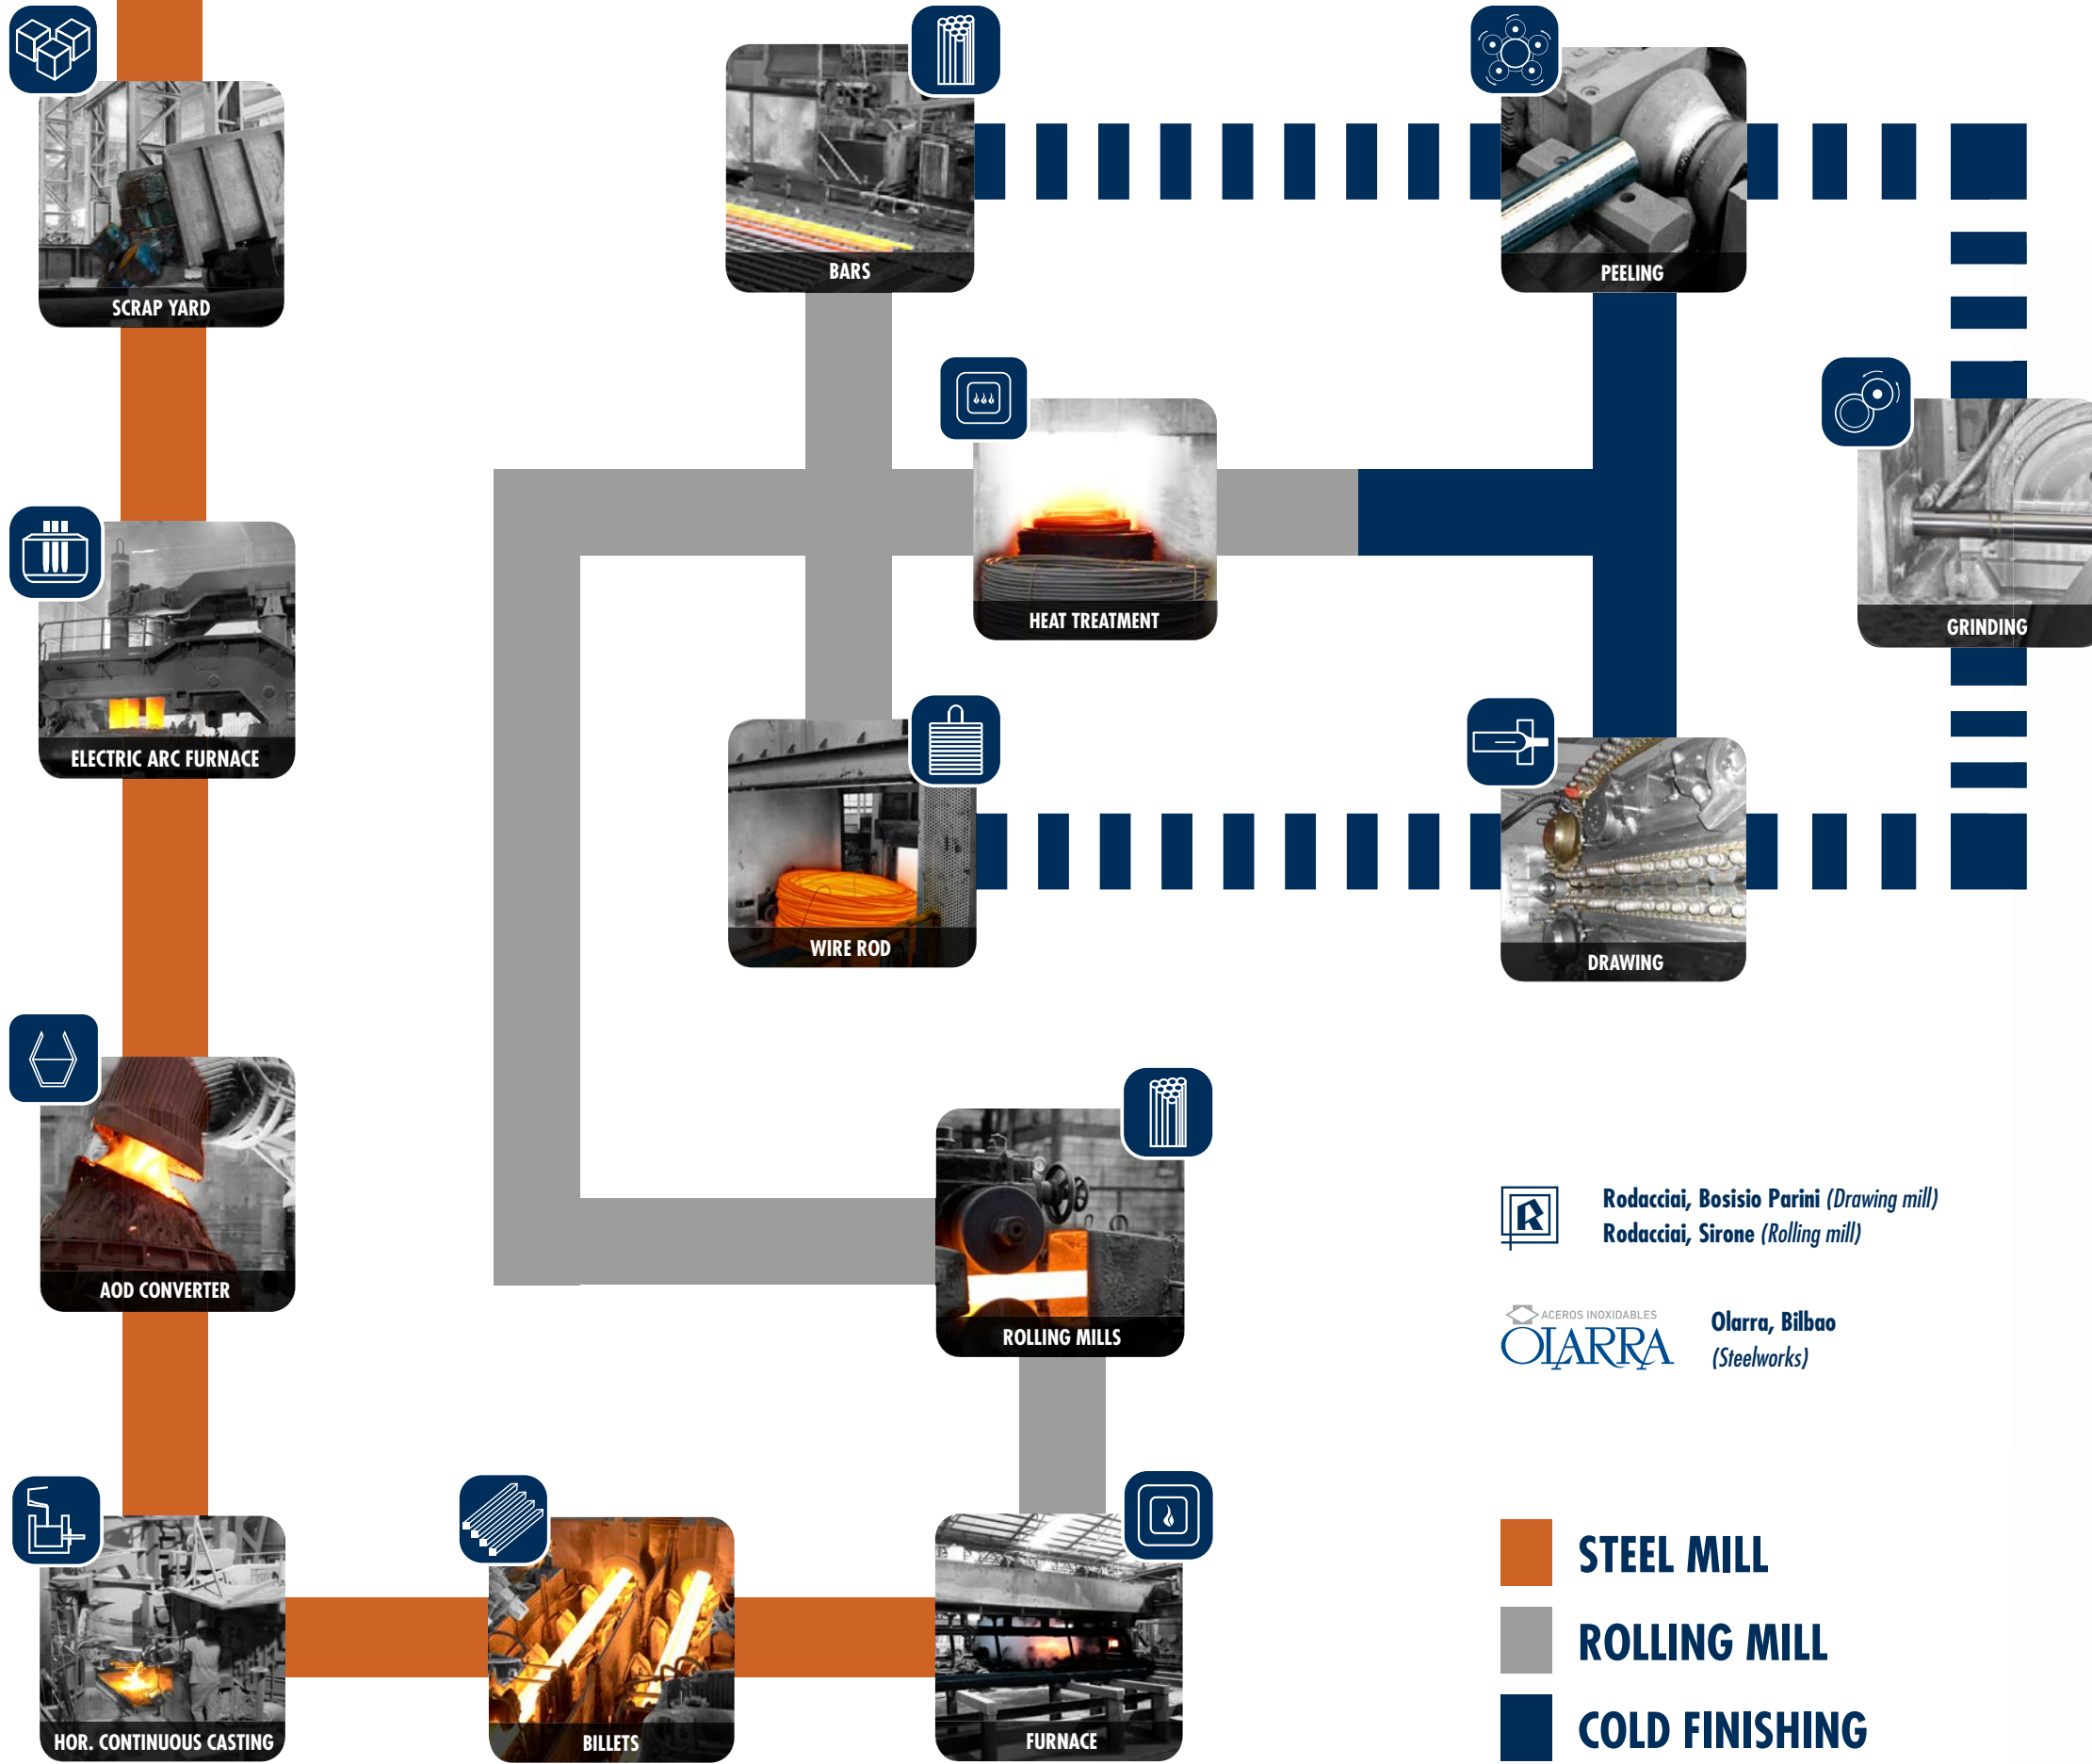 BARS
PEELING
SCRAP YARD
HEAT TREATMENT
GRINDING
ELECTRIC ARC FURNACE
WIRE ROD
DRAWING
AOD CONVERTER
ROLLING MILLS
R
Rodacciai, Bosisio Parini (Drawing mill)
Rodacciai, Sirone (Rolling mill)
ACEROS INOXIDABLES
OLARRA
Olarra, Bilbao
(Steelworks)
HOR. CONTINUOUS CASTING
BILLETS
FURNACE
STEEL MILL
ROLLING MILL
COLD FINISHING